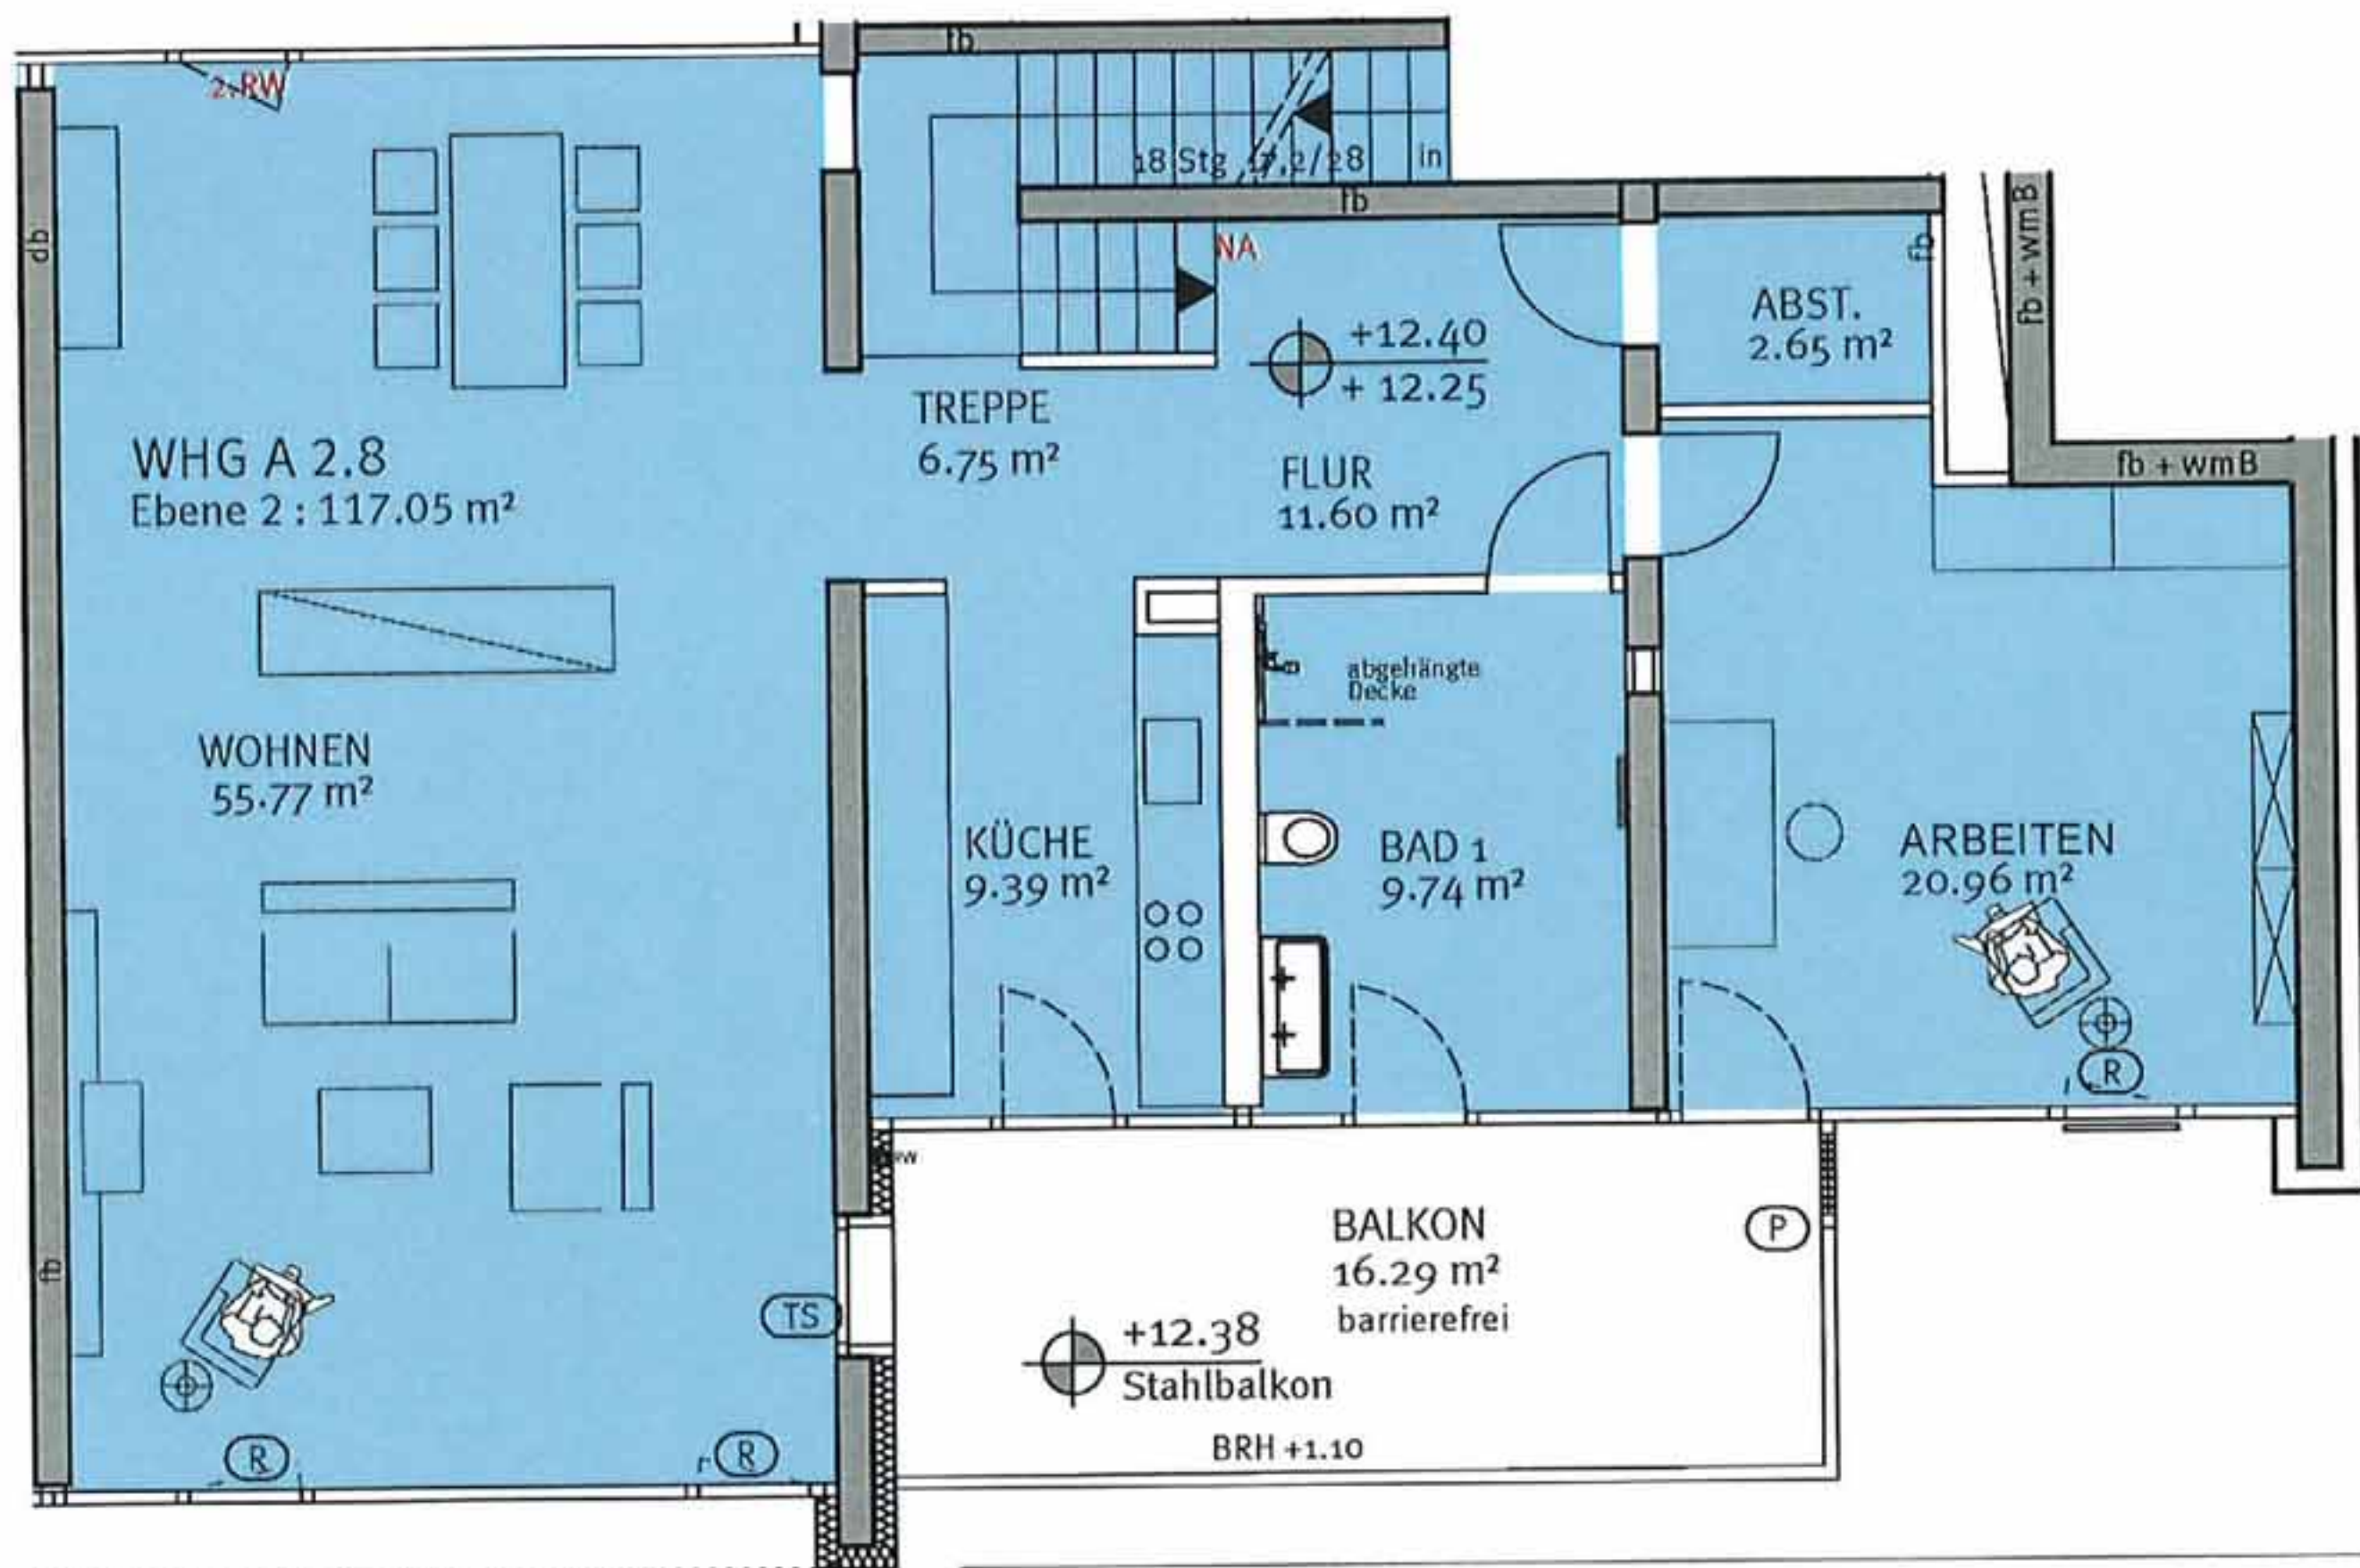 fb
2.RW
18 Stg 17,2/28
in
fb
NA
fb
fb + wmB
db
ABST.
2.65 m²
+12.40
+ 12.25
TREPPE
6.75 m²
WHG A 2.8
Ebene 2 : 117.05 m²
FLUR
11.60 m²
fb + wmB
abgehängte
Decke
WOHNEN
55.77 m²
KÜCHE
9.39 m²
BAD 1
9.74 m²
ARBEITEN
20.96 m²
R
BALKON
16.29 m²
barrierefrei
P
fb
TS
+12.38
Stahlbalkon
R
R
BRH +1.10